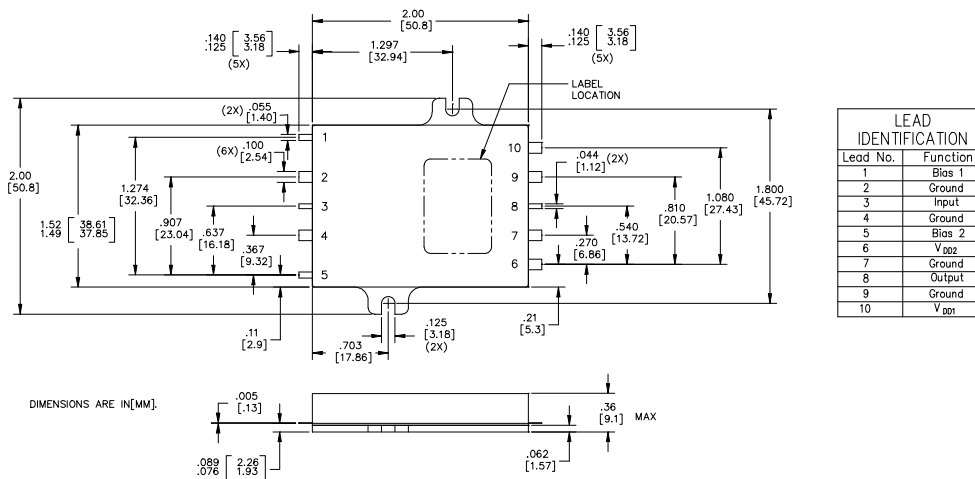 2.00
[50.8]
.140 [ 3.56
.125 3.18 ]
(5X)
1.297
[32.94]
.140 [ 3.56
.125 3.18 ]
(5X)
LABEL
LOCATION
(2X) .055
[1.40]
(6X) .100
[2.54]
2.00
[50.8]
1.52 [ 38.61
1.49 37.85 ]
1.274
[32.36]
.907
[23.04]
.637
[16.18]
.367
[9.32]
1
2
3
4
5
10
9
8
7
6
.044
[1.12] (2X)
.270
[6.86]
.540
[13.72]
.810
[20.57]
1.080
[27.43]
1.800
[45.72]
.11
[2.9]
.703
[17.86]
.125
[3.18]
(2X)
.21
[5.3]
LEAD
IDENTIFICATION
Lead No. Function
1 Bias 1
2 Ground
3 Input
4 Ground
5 Bias 2
6 VDD2
7 Ground
8 Output
9 Ground
10 VDD1
DIMENSIONS ARE IN[MM].
.005
[.13]
.089 [ 2.26
.076 1.93 ]
.36
[9.1] MAX
.062
[1.57]